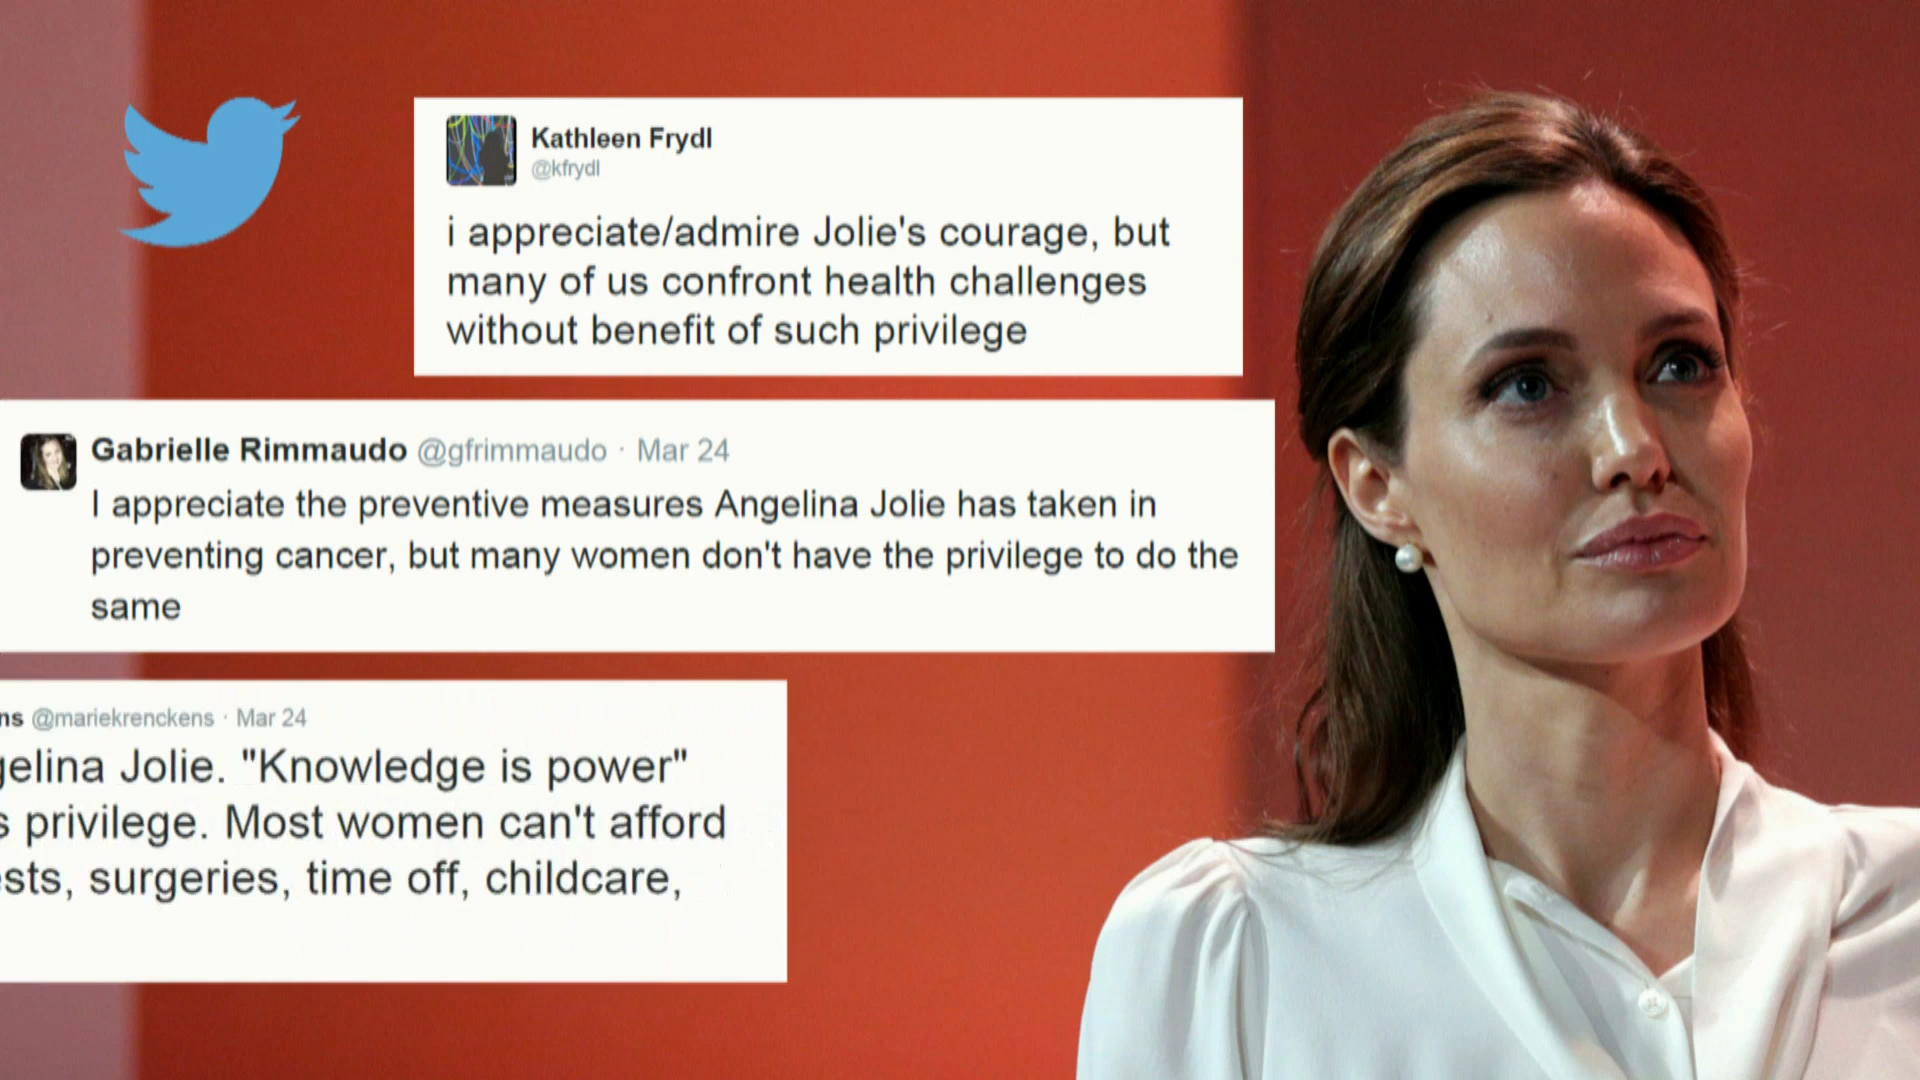 Kathleen Frydl
@kfrydl
i appreciate/admire Jolie's courage, but
many of us confront health challenges
without benefit of such privilege
Gabrielle Rimmaudo @gfrimmaudo · Mar 24
I appreciate the preventive measures Angelina Jolie has taken in
preventing cancer, but many women don't have the privilege to do the
same
ns @mariekrenckens · Mar 24
gelina Jolie. "Knowledge is power"
s privilege. Most women can't afford
ests, surgeries, time off, childcare,